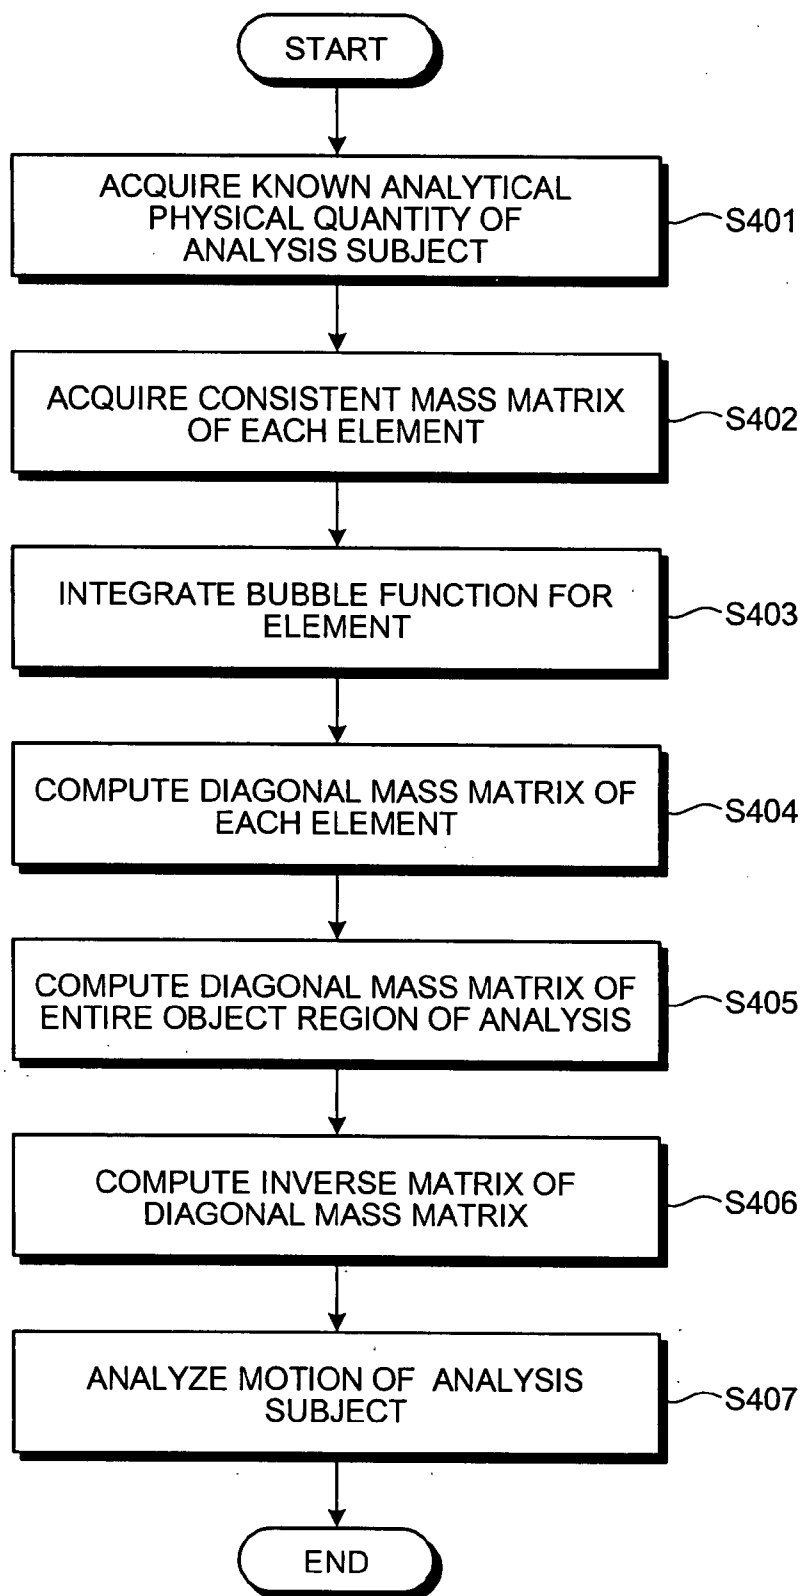 START
ACQUIRE KNOWN ANALYTICAL
PHYSICAL QUANTITY OF
ANALYSIS SUBJECT
S401
ACQUIRE CONSISTENT MASS MATRIX
OF EACH ELEMENT
S402
INTEGRATE BUBBLE FUNCTION FOR
ELEMENT
S403
COMPUTE DIAGONAL MASS MATRIX OF
EACH ELEMENT
S404
COMPUTE DIAGONAL MASS MATRIX OF
ENTIRE OBJECT REGION OF ANALYSIS
S405
COMPUTE INVERSE MATRIX OF
DIAGONAL MASS MATRIX
S406
ANALYZE MOTION OF ANALYSIS
SUBJECT
S407
END